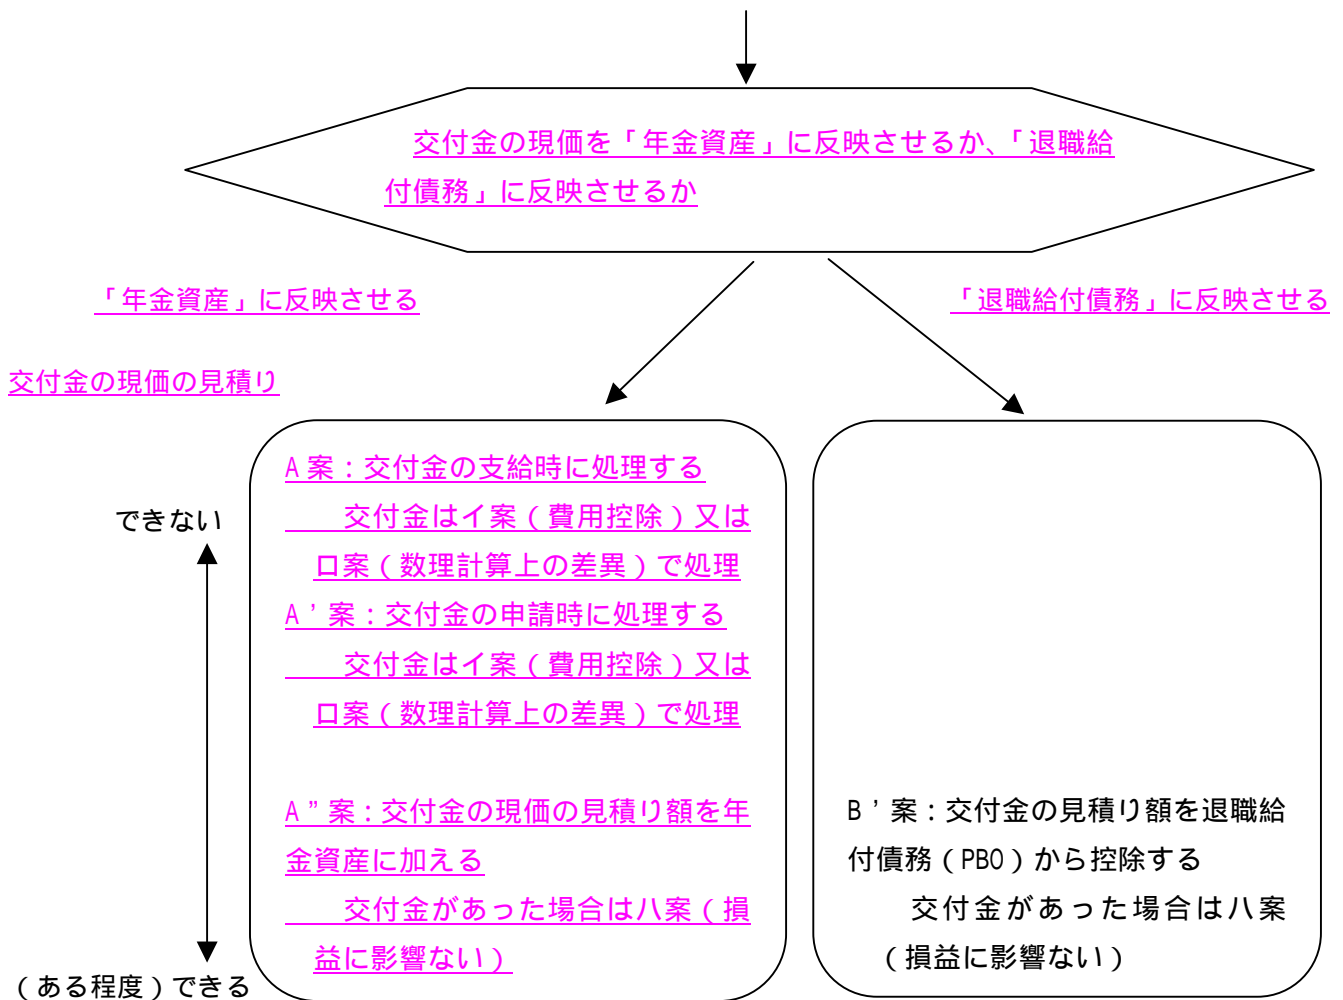 交付金の現価を「年金資産」に反映させるか、「退職給
付債務」に反映させるか
「年金資産」に反映させる
「退職給付債務」に反映させる
交付金の現価の見積り
できない
（ある程度）できる
A案：交付金の支給時に処理する
交付金はイ案（費用控除）又は
ロ案（数理計算上の差異）で処理
A’案：交付金の申請時に処理する
交付金はイ案（費用控除）又は
ロ案（数理計算上の差異）で処理
A”案：交付金の現価の見積り額を年
金資産に加える
交付金があった場合はハ案（損
益に影響ない）
B’案：交付金の見積り額を退職給
付債務（PBO）から控除する
交付金があった場合はハ案
（損益に影響ない）